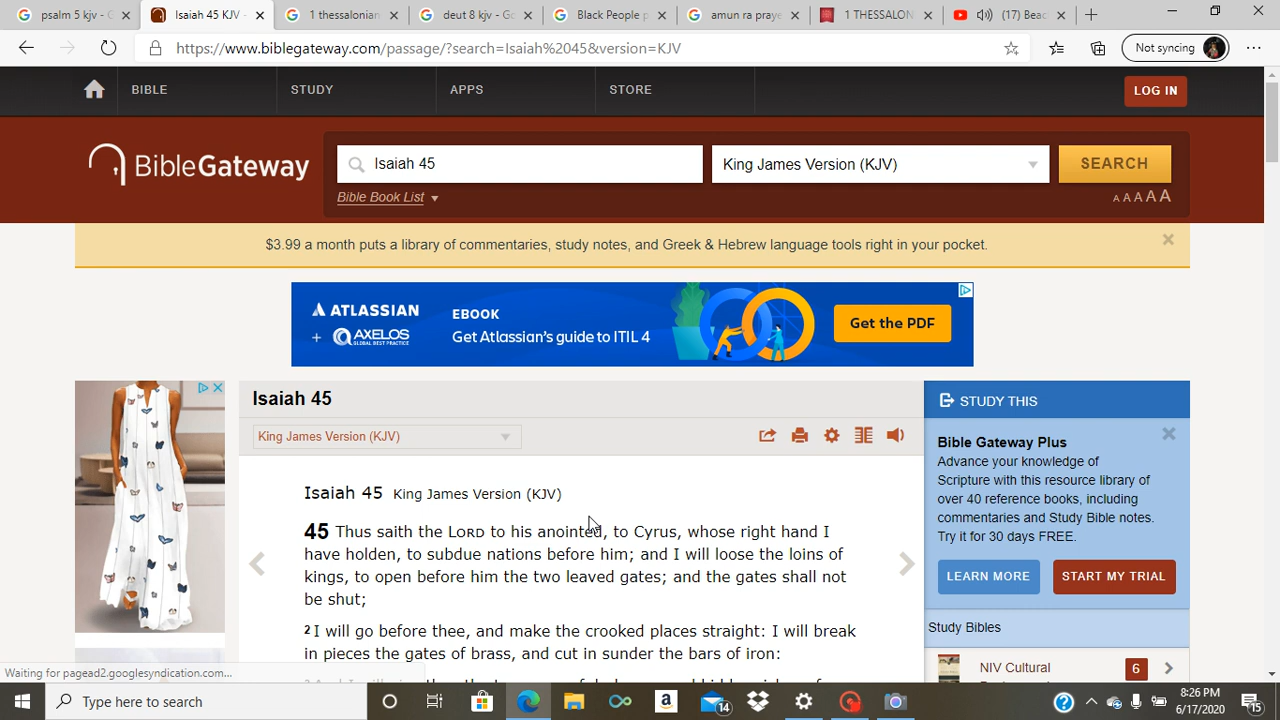 psalm 5 kjv - G
Isaiah 45 KJV -
1 thessalonian
deut 8 kjv - Go
Black People p
amun ra praye
1 THESSALON
(17) Beac
https://www.biblegateway.com/passage/?search=Isaiah%2045&version=KJV
Not syncing
BIBLE
STUDY
APPS
STORE
LOG IN
BibleGateway
Isaiah 45
King James Version (KJV)
SEARCH
Bible Book List
A A A A A
$3.99 a month puts a library of commentaries, study notes, and Greek & Hebrew language tools right in your pocket.
ATLASSIAN
+ AXELOS
GLOBAL BEST PRACTICE
EBOOK
Get Atlassian's guide to ITIL 4
Get the PDF
Isaiah 45
King James Version (KJV)
Isaiah 45 King James Version (KJV)
45 Thus saith the LORD to his anointed, to Cyrus, whose right hand I
have holden, to subdue nations before him; and I will loose the loins of
kings, to open before him the two leaved gates; and the gates shall not
be shut;
2 I will go before thee, and make the crooked places straight: I will break
in pieces the gates of brass, and cut in sunder the bars of iron:
STUDY THIS
Bible Gateway Plus
Advance your knowledge of
Scripture with this resource library of
over 40 reference books, including
commentaries and Study Bible notes.
Try it for 30 days FREE.
LEARN MORE
START MY TRIAL
Study Bibles
NIV Cultural
6
Waiting for pagead2.googlesyndication.com...
Type here to search
14
8:26 PM
6/17/2020
15